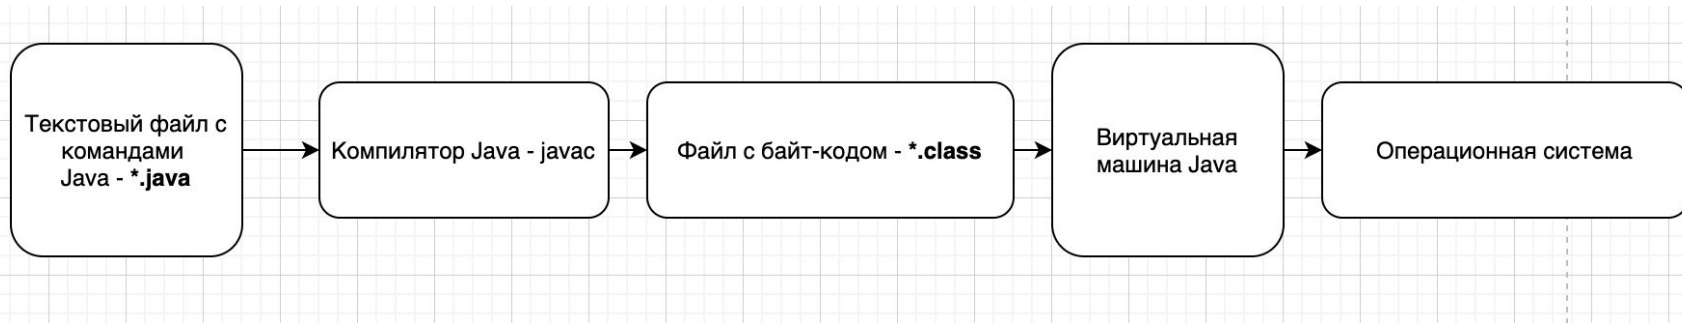 Текстовый файл с
командами
Java - *.java
Компилятор Java - javac
Файл с байт-кодом - *.class
Виртуальная
машина Java
Операционная система